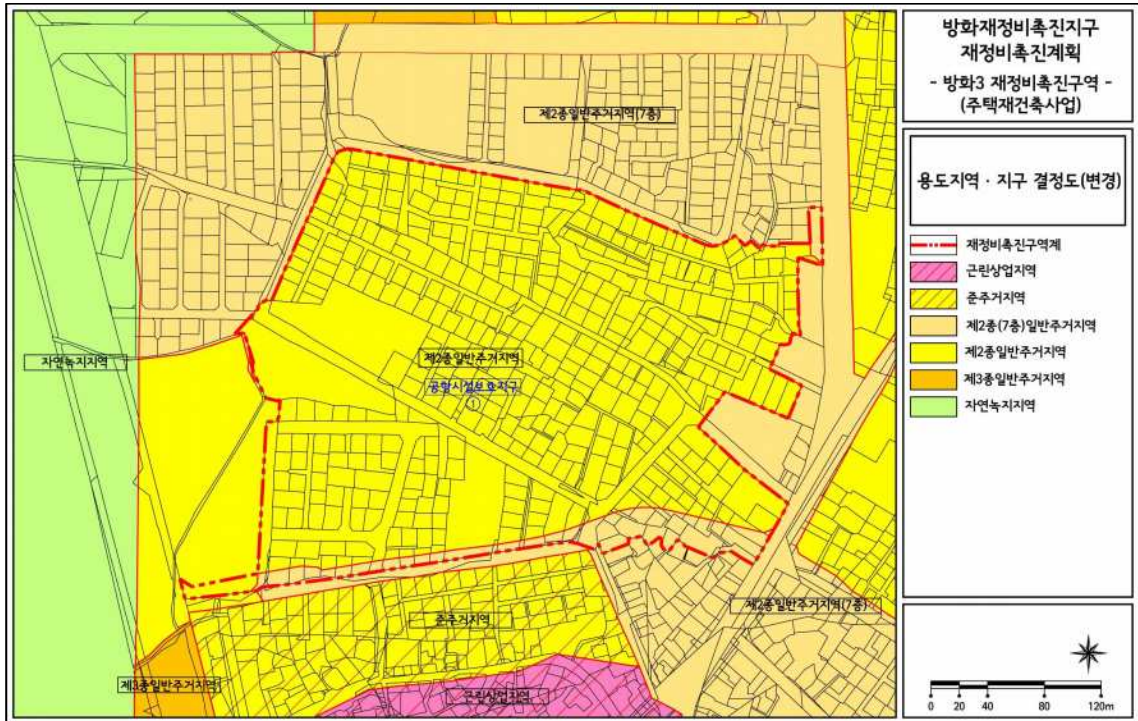 방화재정비촉진지구
재정비촉진계획
- 방화3 재정비촉진구역 -
(주택재건축사업)
용도지역 · 지구 결정도(변경)
재정비촉진구역계
근린상업지역
준주거지역
제2종(7층)일반주거지역
제2종일반주거지역
제3종일반주거지역
자연녹지지역
0 20 40 80 120m
제2종일반주거지역(7층)
자연녹지지역
제2종일반주거지역
공항시설보호지구
1
제2종일반주거지역(7층)
준주거지역
제3종일반주거지역
근린상업지역